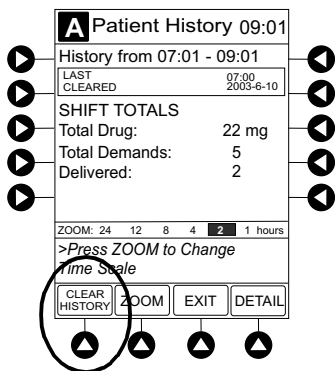 A Patient History 09:01
History from 07:01 - 09:01
LAST 07:00
CLEARED 2003-6-10
SHIFT TOTALS
Total Drug: 22 mg
Total Demands: 5
Delivered: 2
ZOOM: 24 12 8 4 2 1 hours
>Press ZOOM to Change
Time Scale
CLEAR HISTORY ZOOM EXIT DETAIL